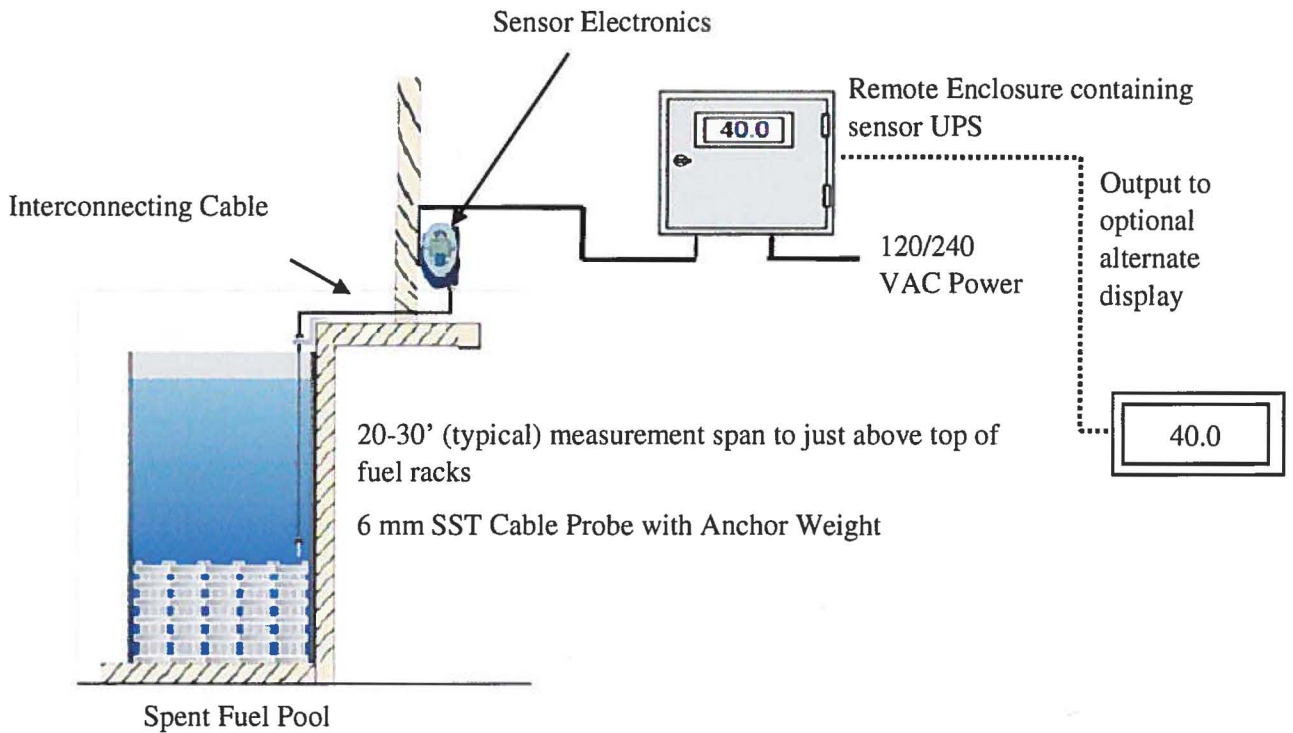 Sensor Electronics
Remote Enclosure containing
sensor UPS
40.0
Interconnecting Cable
Output to
optional
alternate
display
120/240
VAC Power
20-30' (typical) measurement span to just above top of
fuel racks
40.0
6 mm SST Cable Probe with Anchor Weight
Spent Fuel Pool